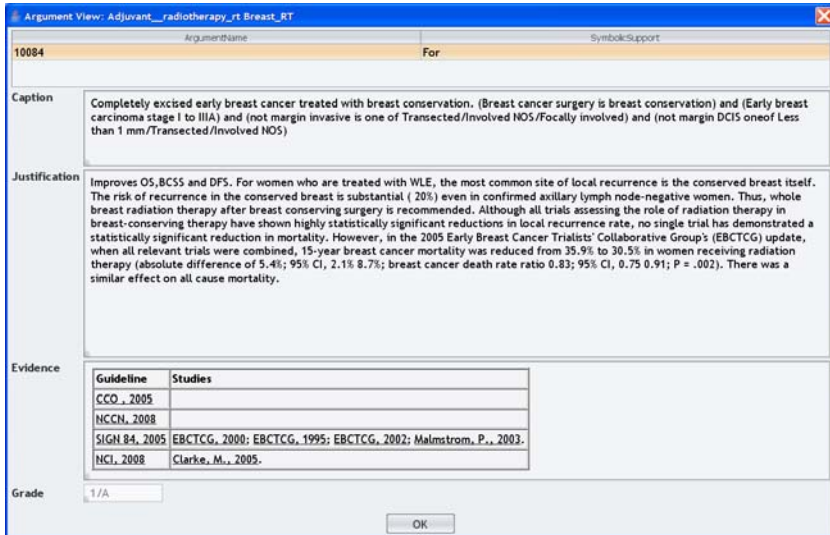 Argument View: Adjuvant__radiotherapy_rt Breast_RT
ArgumentName SymbolicSupport
10084 For
Caption
Completely excised early breast cancer treated with breast conservation. (Breast cancer surgery is breast conservation) and (Early breast
carcinoma stage I to IIIA) and (not margin invasive is one of Transected/Involved NOS/Focally involved) and (not margin DCIS oneof Less
than 1 mm/Transected/Involved NOS)
Justification
Improves OS,BCSS and DFS. For women who are treated with WLE, the most common site of local recurrence is the conserved breast itself.
The risk of recurrence in the conserved breast is substantial ( 20%) even in confirmed axillary lymph node-negative women. Thus, whole
breast radiation therapy after breast conserving surgery is recommended. Although all trials assessing the role of radiation therapy in
breast-conserving therapy have shown highly statistically significant reductions in local recurrence rate, no single trial has demonstrated a
statistically significant reduction in mortality. However, in the 2005 Early Breast Cancer Trialists' Collaborative Group's (EBCTCG) update,
when all relevant trials were combined, 15-year breast cancer mortality was reduced from 35.9% to 30.5% in women receiving radiation
therapy (absolute difference of 5.4%; 95% CI, 2.1% 8.7%; breast cancer death rate ratio 0.83; 95% CI, 0.75 0.91; P = .002). There was a
similar effect on all cause mortality.
Evidence
Guideline Studies
CCO , 2005
NCCN, 2008
SIGN 84, 2005 EBCTCG, 2000; EBCTCG, 1995; EBCTCG, 2002; Malmstrom, P., 2003.
NCI, 2008 Clarke, M., 2005.
Grade 1/A
OK